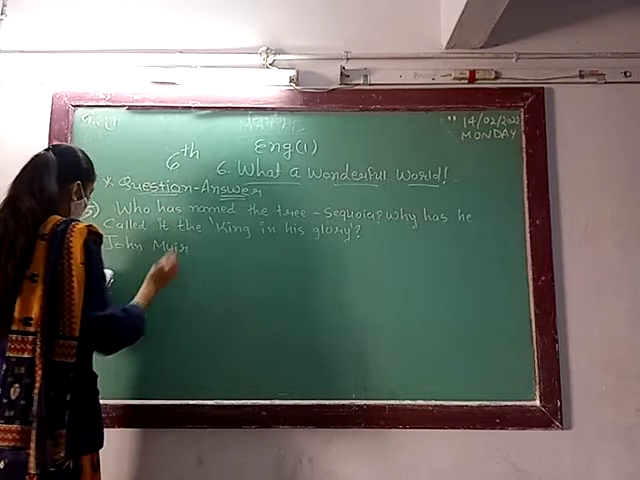 14/02/2022
MONDAY
6th Eng(1)
6. What a Wonderful World!
* Question-Answer
5) Who has named the tree - Sequoia? Why has he
Called it the 'King in his glory'?
John Muir